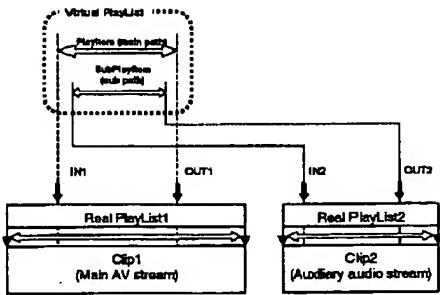 Virtual PlayList
PlayItem (main path)
SubPlayItem
(sub path)
IN1
OUT1
IN2
OUT2
Real PlayList1
Real PlayList2
Clip1
(Main AV stream)
Clip2
(Auxiliary audio stream)